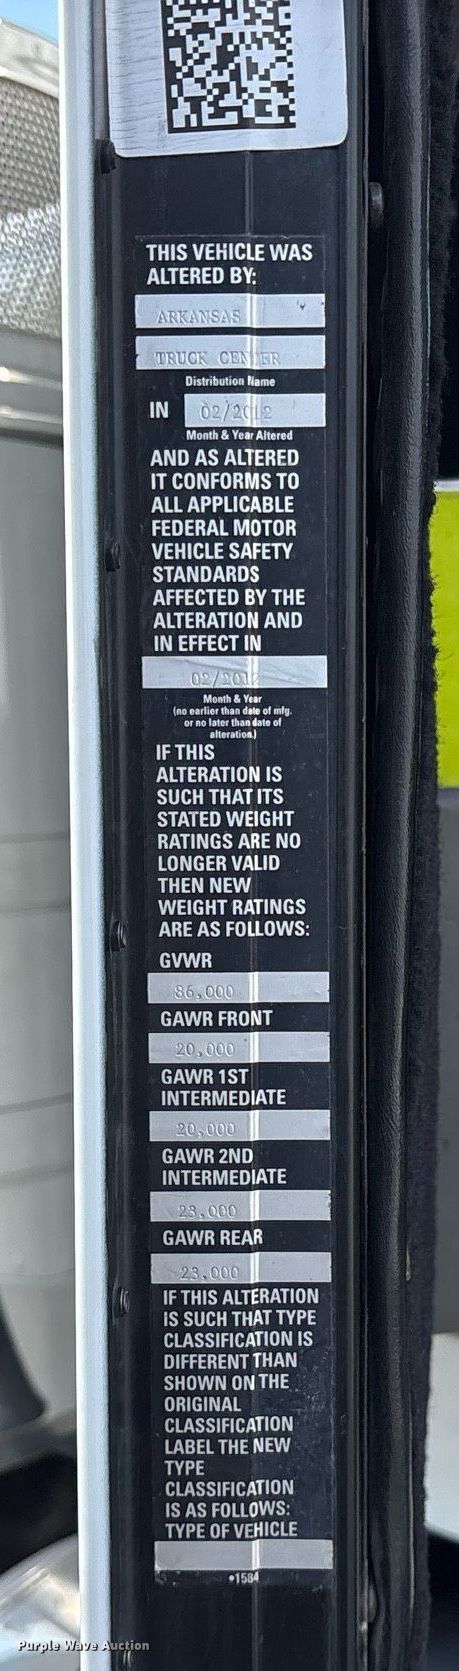 THIS VEHICLE WAS
ALTERED BY:
ARKANSAS
TRUCK CENTER
Distribution Name
IN 02/2012
Month & Year Altered
AND AS ALTERED
IT CONFORMS TO
ALL APPLICABLE
FEDERAL MOTOR
VEHICLE SAFETY
STANDARDS
AFFECTED BY THE
ALTERATION AND
IN EFFECT IN
02/2012
Month & Year
(no earlier than date of mfg.
or no later than date of
alteration.)
IF THIS
ALTERATION IS
SUCH THAT ITS
STATED WEIGHT
RATINGS ARE NO
LONGER VALID
THEN NEW
WEIGHT RATINGS
ARE AS FOLLOWS:
GVWR
86,000
GAWR FRONT
20,000
GAWR 1ST
INTERMEDIATE
20,000
GAWR 2ND
INTERMEDIATE
23,000
GAWR REAR
23,000
IF THIS ALTERATION
IS SUCH THAT TYPE
CLASSIFICATION IS
DIFFERENT THAN
SHOWN ON THE
ORIGINAL
CLASSIFICATION
LABEL THE NEW
TYPE
CLASSIFICATION
IS AS FOLLOWS:
TYPE OF VEHICLE
•1584
Purple Wave Auction